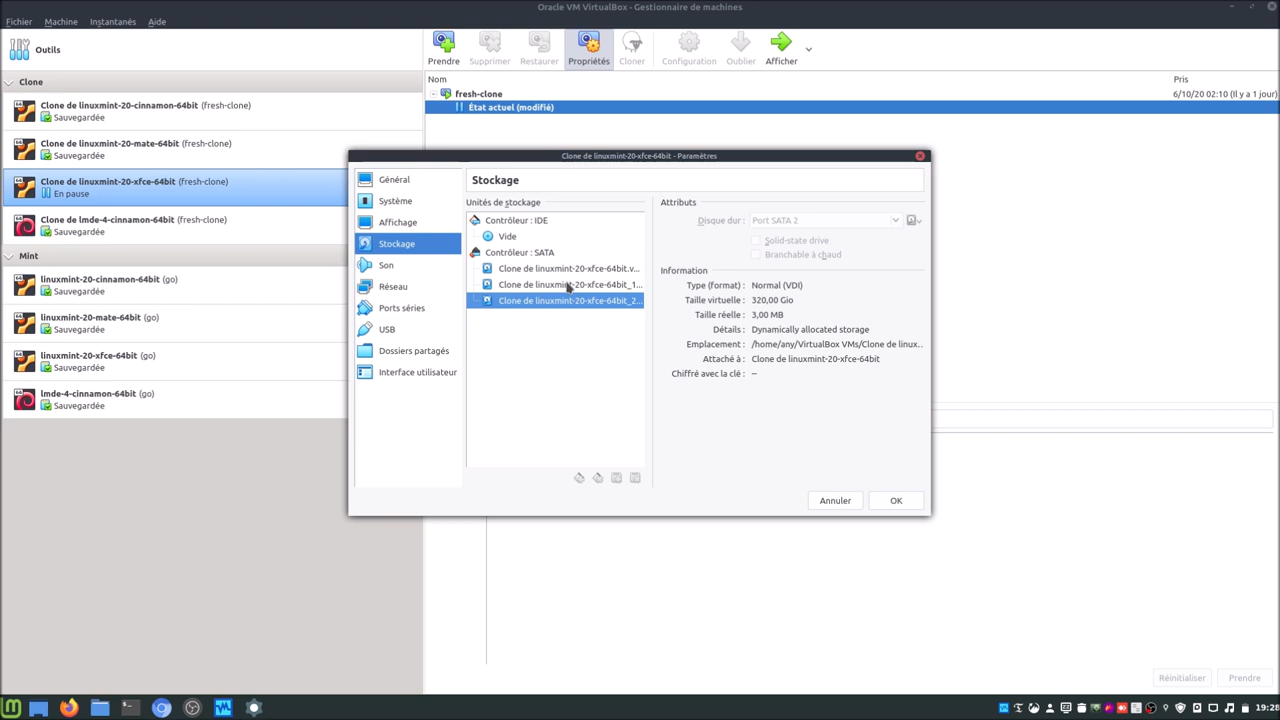 Oracle VM VirtualBox - Gestionnaire de machines
Fichier Machine Instantanés Aide
Outils
Prendre Supprimer Restaurer Propriétés Cloner Configuration Oublier Afficher
Clone
Clone de linuxmint-20-cinnamon-64bit (fresh-clone)
Sauvegardée
Clone de linuxmint-20-mate-64bit (fresh-clone)
Sauvegardée
Clone de linuxmint-20-xfce-64bit (fresh-clone)
En pause
Clone de lmde-4-cinnamon-64bit (fresh-clone)
Sauvegardée
Mint
linuxmint-20-cinnamon-64bit (go)
Sauvegardée
linuxmint-20-mate-64bit (go)
Sauvegardée
linuxmint-20-xfce-64bit (go)
Sauvegardée
lmde-4-cinnamon-64bit (go)
Sauvegardée
Nom Pris
fresh-clone 6/10/20 02:10 (Il y a 1 jour)
État actuel (modifié)
Clone de linuxmint-20-xfce-64bit - Paramètres
Général
Système
Affichage
Stockage
Son
Réseau
Ports séries
USB
Dossiers partagés
Interface utilisateur
Stockage
Unités de stockage
Contrôleur : IDE
Vide
Contrôleur : SATA
Clone de linuxmint-20-xfce-64bit.v...
Clone de linuxmint-20-xfce-64bit_1...
Clone de linuxmint-20-xfce-64bit_2...
Attributs
Disque dur : Port SATA 2
Solid-state drive
Branchable à chaud
Information
Type (format) : Normal (VDI)
Taille virtuelle : 320,00 Gio
Taille réelle : 3,00 MB
Détails : Dynamically allocated storage
Emplacement : /home/any/VirtualBox VMs/Clone de linux...
Attaché à : Clone de linuxmint-20-xfce-64bit
Chiffré avec la clé : --
Annuler OK
Réinitialiser Prendre
19:28